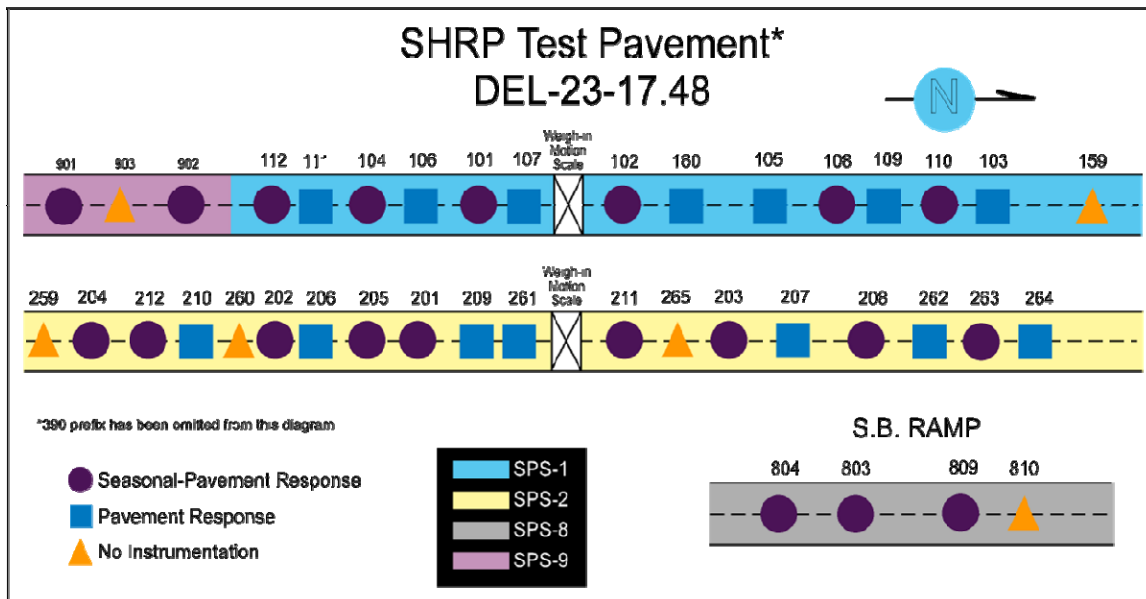 SHRP Test Pavement*
DEL-23-17.48
N
Weigh-in
Motion
Scale
901 903 902 112 104 106 101 107 102 160 105 108 109 110 103 159
Weigh-in
Motion
Scale
259 204 212 210 260 202 206 205 201 209 261 211 265 203 207 208 262 263 264
*390 prefix has been omitted from this diagram
Seasonal-Pavement Response
Pavement Response
No Instrumentation
SPS-1
SPS-2
SPS-8
SPS-9
S.B. RAMP
804 803 809 810